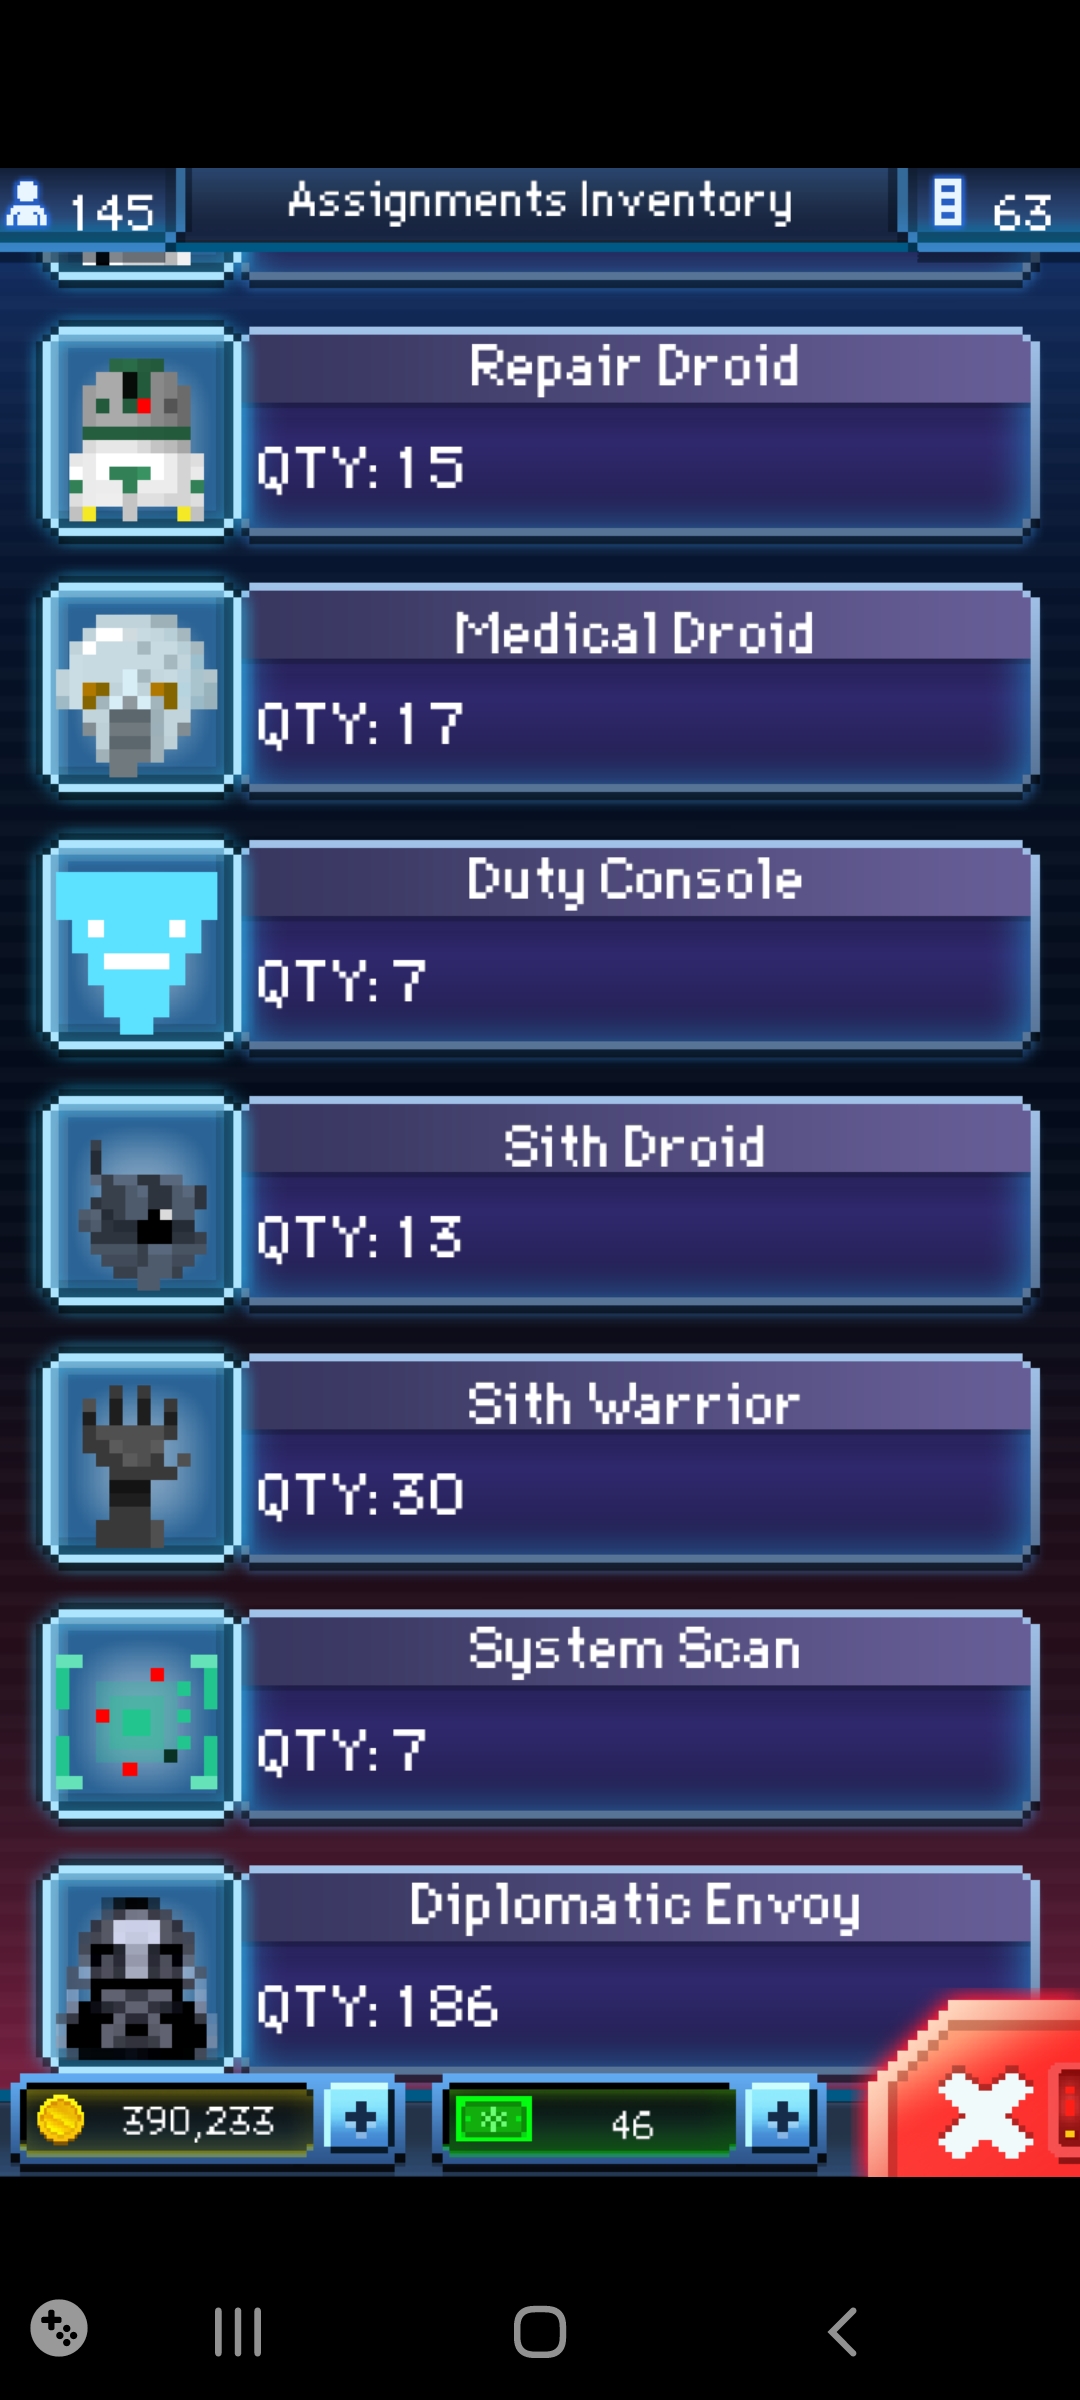 145
Assignments Inventory
63
Repair Droid
QTY: 15
Medical Droid
QTY: 17
Duty Console
QTY: 7
Sith Droid
QTY: 13
Sith Warrior
QTY: 30
System Scan
QTY: 7
Diplomatic Envoy
QTY: 186
390,233
46